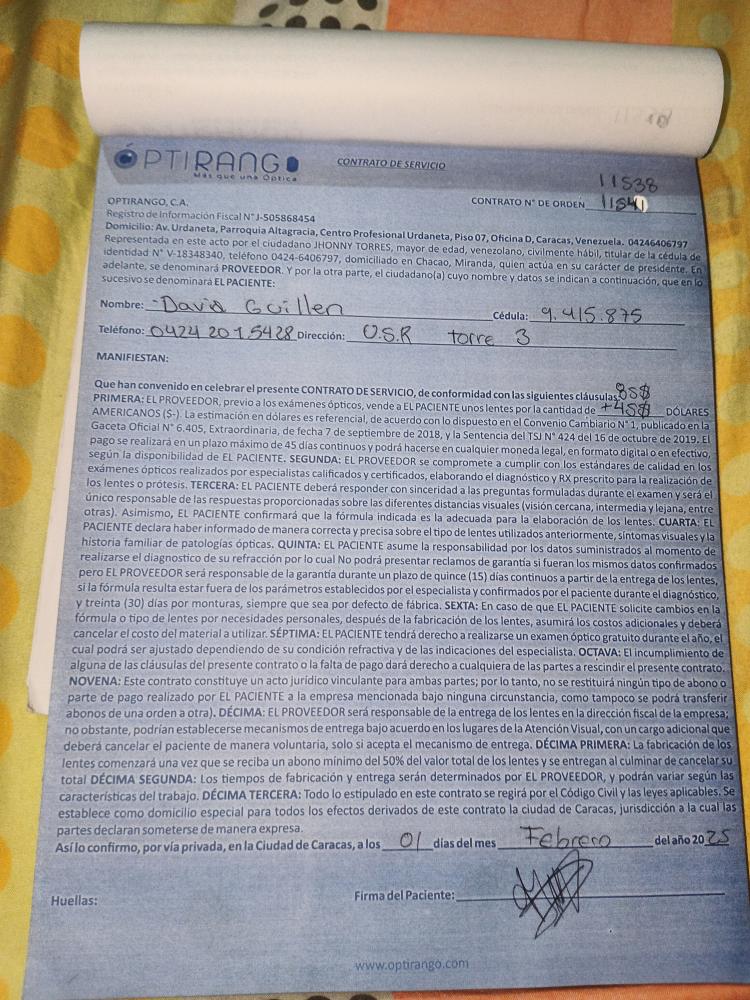 ÓPTIRANGO
Más que una Óptica
CONTRATO DE SERVICIO
11538
CONTRATO N° DE ORDEN 11541
OPTIRANGO, C.A.
Registro de Información Fiscal N° J-505868454
Domicilio: Av. Urdaneta, Parroquia Altagracia, Centro Profesional Urdaneta, Piso 07, Oficina D, Caracas, Venezuela. 04246406797
Representada en este acto por el ciudadano JHONNY TORRES, mayor de edad, venezolano, civilmente hábil, titular de la cédula de
identidad N° V-18348340, teléfono 0424-6406797, domiciliado en Chacao, Miranda, quien actúa en su carácter de presidente. En
adelante, se denominará PROVEEDOR. Y por la otra parte, el ciudadano(a) cuyo nombre y datos se indican a continuación, que en lo
sucesivo se denominará EL PACIENTE:
Nombre: David Guillen Cédula: 9.415.875
Teléfono: 0424 201 5428 Dirección: U.S.R torre 3
MANIFIESTAN:
Que han convenido en celebrar el presente CONTRATO DE SERVICIO, de conformidad con las siguientes cláusulas: 85$
PRIMERA: EL PROVEEDOR, previo a los exámenes ópticos, vende a EL PACIENTE unos lentes por la cantidad de +45$ DÓLARES
AMERICANOS ($-). La estimación en dólares es referencial, de acuerdo con lo dispuesto en el Convenio Cambiario N° 1, publicado en la
Gaceta Oficial N° 6.405, Extraordinaria, de fecha 7 de septiembre de 2018, y la Sentencia del TSJ N° 424 del 16 de octubre de 2019. El
pago se realizará en un plazo máximo de 45 días continuos y podrá hacerse en cualquier moneda legal, en formato digital o en efectivo,
según la disponibilidad de EL PACIENTE. SEGUNDA: EL PROVEEDOR se compromete a cumplir con los estándares de calidad en los
exámenes ópticos realizados por especialistas calificados y certificados, elaborando el diagnóstico y RX prescrito para la realización de
los lentes o prótesis. TERCERA: EL PACIENTE deberá responder con sinceridad a las preguntas formuladas durante el examen y será el
único responsable de las respuestas proporcionadas sobre las diferentes distancias visuales (visión cercana, intermedia y lejana, entre
otras). Asimismo, EL PACIENTE confirmará que la fórmula indicada es la adecuada para la elaboración de los lentes. CUARTA: EL
PACIENTE declara haber informado de manera correcta y precisa sobre el tipo de lentes utilizados anteriormente, síntomas visuales y la
historia familiar de patologías ópticas. QUINTA: EL PACIENTE asume la responsabilidad por los datos suministrados al momento de
realizarse el diagnostico de su refracción por lo cual No podrá presentar reclamos de garantía si fueran los mismos datos confirmados
pero EL PROVEEDOR será responsable de la garantía durante un plazo de quince (15) días continuos a partir de la entrega de los lentes,
si la fórmula resulta estar fuera de los parámetros establecidos por el especialista y confirmados por el paciente durante el diagnóstico,
y treinta (30) días por monturas, siempre que sea por defecto de fábrica. SEXTA: En caso de que EL PACIENTE solicite cambios en la
fórmula o tipo de lentes por necesidades personales, después de la fabricación de los lentes, asumirá los costos adicionales y deberá
cancelar el costo del material a utilizar. SÉPTIMA: EL PACIENTE tendrá derecho a realizarse un examen óptico gratuito durante el año, el
cual podrá ser ajustado dependiendo de su condición refractiva y de las indicaciones del especialista. OCTAVA: El incumplimiento de
alguna de las cláusulas del presente contrato o la falta de pago dará derecho a cualquiera de las partes a rescindir el presente contrato.
NOVENA: Este contrato constituye un acto jurídico vinculante para ambas partes; por lo tanto, no se restituirá ningún tipo de abono o
parte de pago realizado por EL PACIENTE a la empresa mencionada bajo ninguna circunstancia, como tampoco se podrá transferir
abonos de una orden a otra). DÉCIMA: EL PROVEEDOR será responsable de la entrega de los lentes en la dirección fiscal de la empresa;
no obstante, podrían establecerse mecanismos de entrega bajo acuerdo en los lugares de la Atención Visual, con un cargo adicional que
deberá cancelar el paciente de manera voluntaria, solo si acepta el mecanismo de entrega. DÉCIMA PRIMERA: La fabricación de los
lentes comenzará una vez que se reciba un abono mínimo del 50% del valor total de los lentes y se entregan al culminar de cancelar su
total DÉCIMA SEGUNDA: Los tiempos de fabricación y entrega serán determinados por EL PROVEEDOR, y podrán variar según las
características del trabajo. DÉCIMA TERCERA: Todo lo estipulado en este contrato se regirá por el Código Civil y las leyes aplicables. Se
establece como domicilio especial para todos los efectos derivados de este contrato la ciudad de Caracas, jurisdicción a la cual las
partes declaran someterse de manera expresa.
Así lo confirmo, por vía privada, en la Ciudad de Caracas, a los 01 días del mes Febrero del año 2025
Huellas:
Firma del Paciente:
www.optirango.com